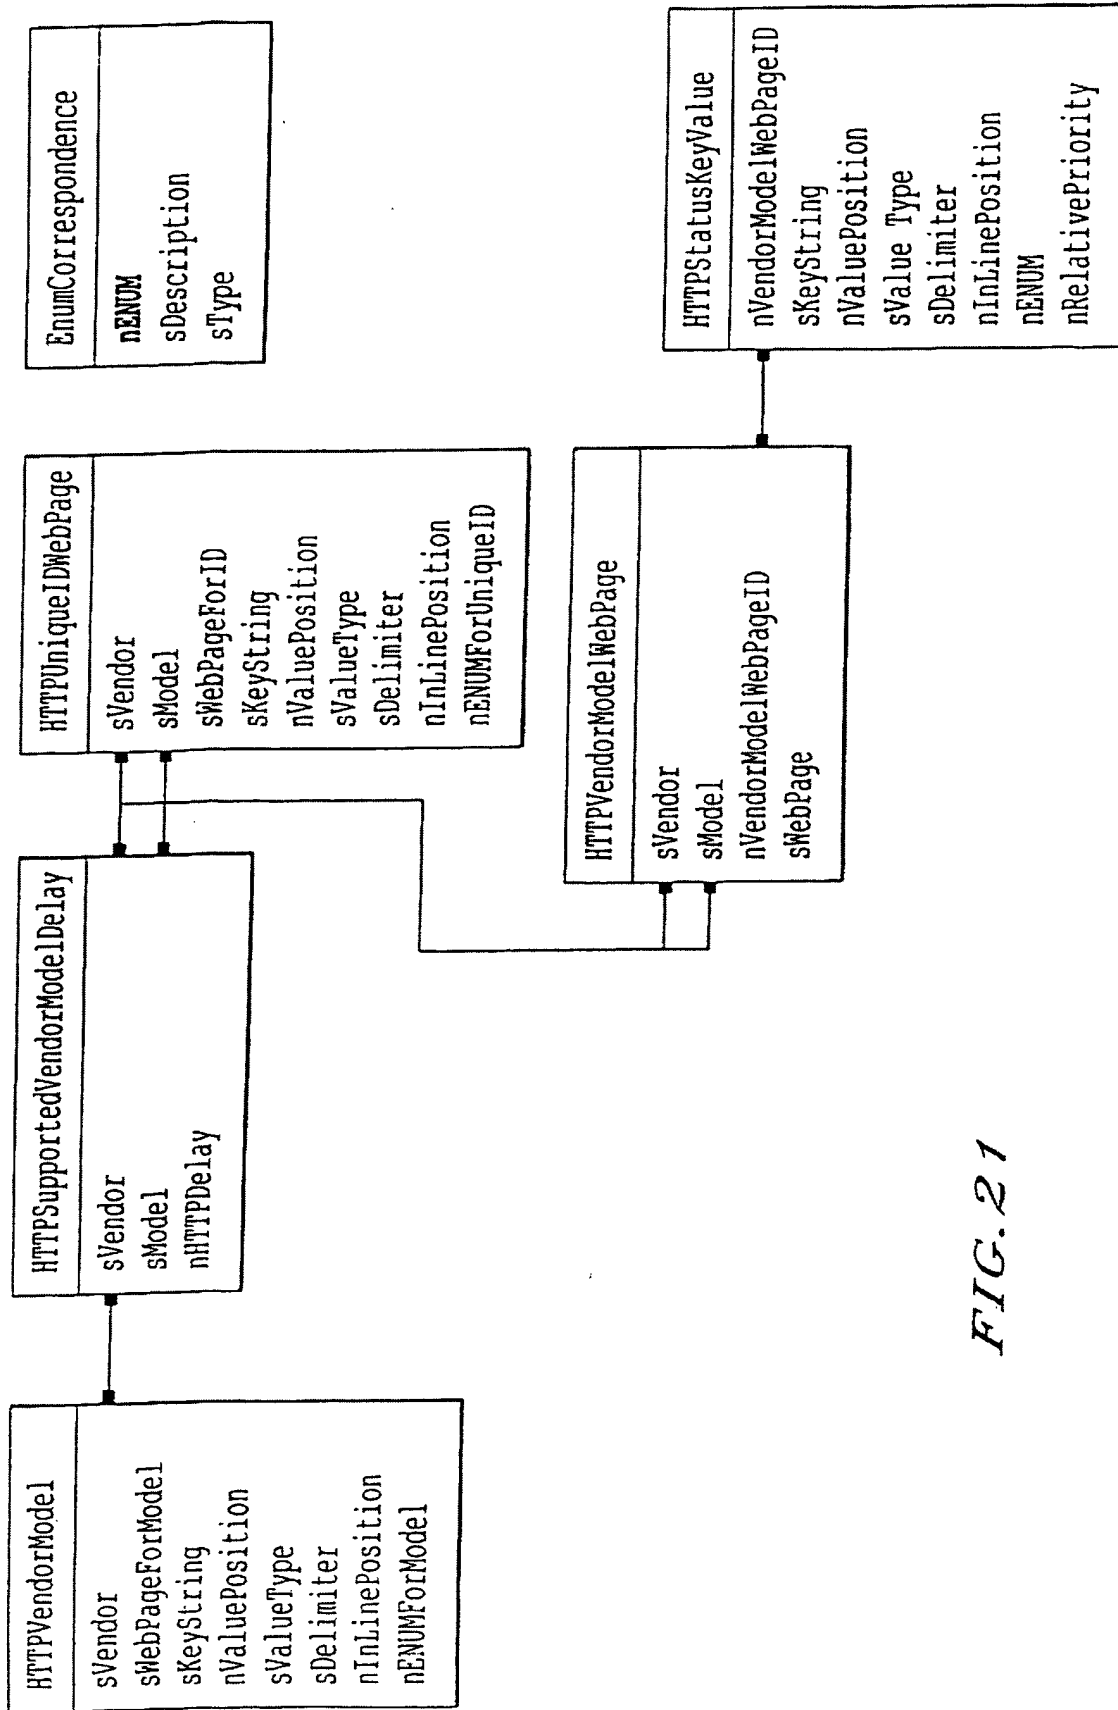 HTTPVendorModel
sVendor
sWebPageForModel
sKeyString
nValuePosition
sValueType
sDelimiter
nInLinePosition
nENUMForModel
HTTPSupportedVendorModelDelay
sVendor
sModel
nHTTPDelay
HTTPUniqueIDWebPage
sVendor
sModel
sWebPageForID
sKeyString
nValuePosition
sValueType
sDelimiter
nInLinePosition
nENUMForUniqueID
EnumCorrespondence
nENUM
sDescription
sType
HTTPVendorModelWebPage
sVendor
sModel
nVendorModelWebPageID
sWebPage
HTTPStatusKeyValue
nVendorModelWebPageID
sKeyString
nValuePosition
sValue Type
sDelimiter
nInLinePosition
nENUM
nRelativePriority
FIG. 21